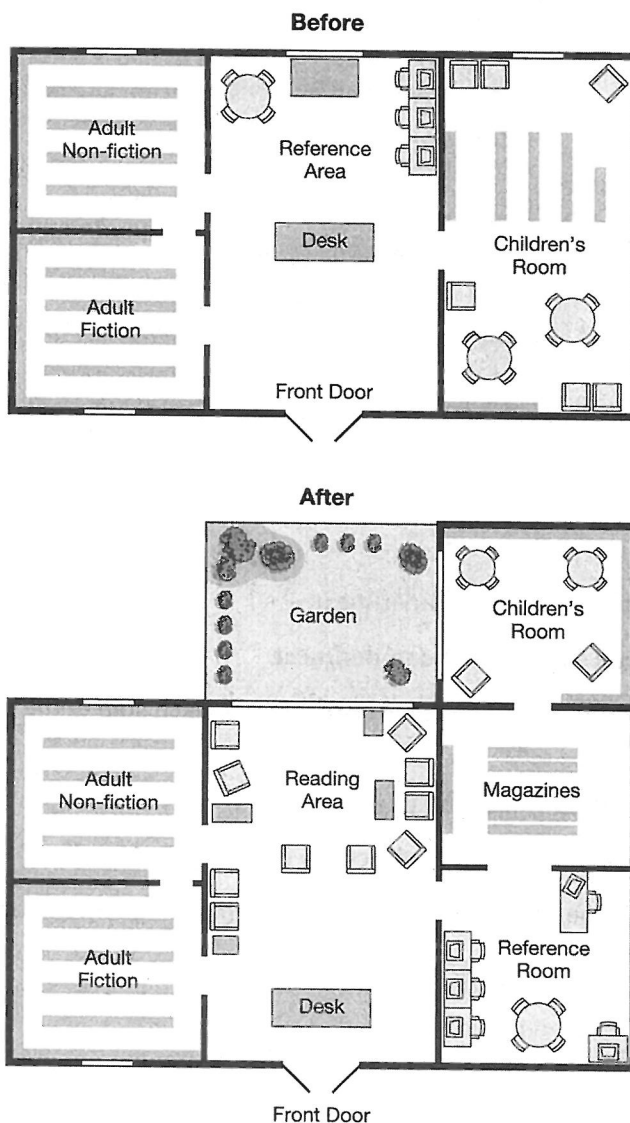 Before
Adult
Non-fiction
Reference
Area
Desk
Children's
Room
Adult
Fiction
Front Door
After
Garden
Children's
Room
Adult
Non-fiction
Reading
Area
Magazines
Adult
Fiction
Reference
Room
Desk
Front Door